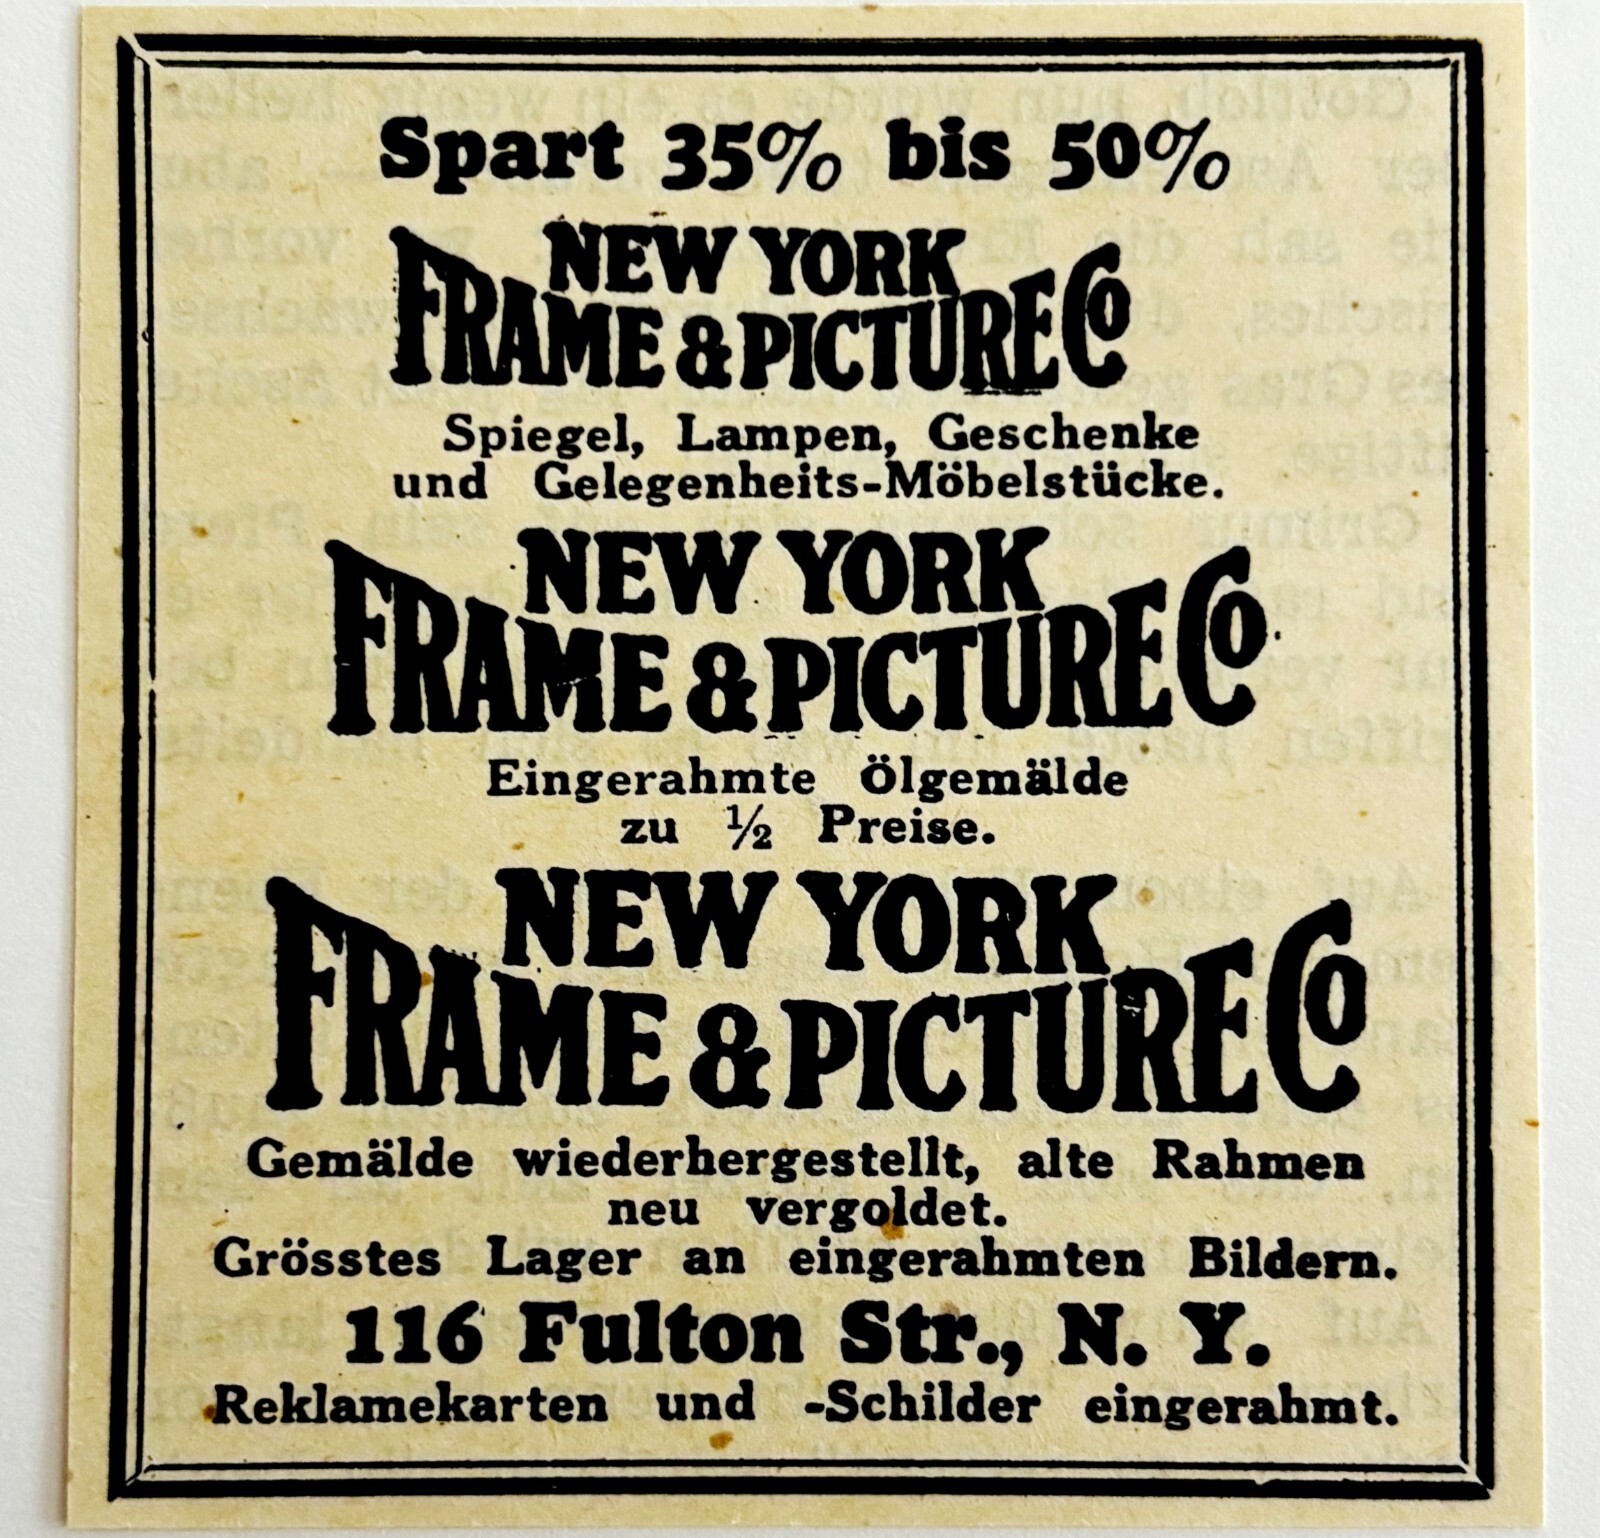 Spart 35% bis 50%
NEW YORK
FRAME & PICTURE Co
Spiegel, Lampen, Geschenke
und Gelegenheits-Möbelstücke.
NEW YORK
FRAME & PICTURE Co
Eingerahmte Ölgemälde
zu ½ Preise.
NEW YORK
FRAME & PICTURE Co
Gemälde wiederhergestellt, alte Rahmen
neu vergoldet.
Grösstes Lager an eingerahmten Bildern.
116 Fulton Str., N. Y.
Reklamekarten und -Schilder eingerahmt.